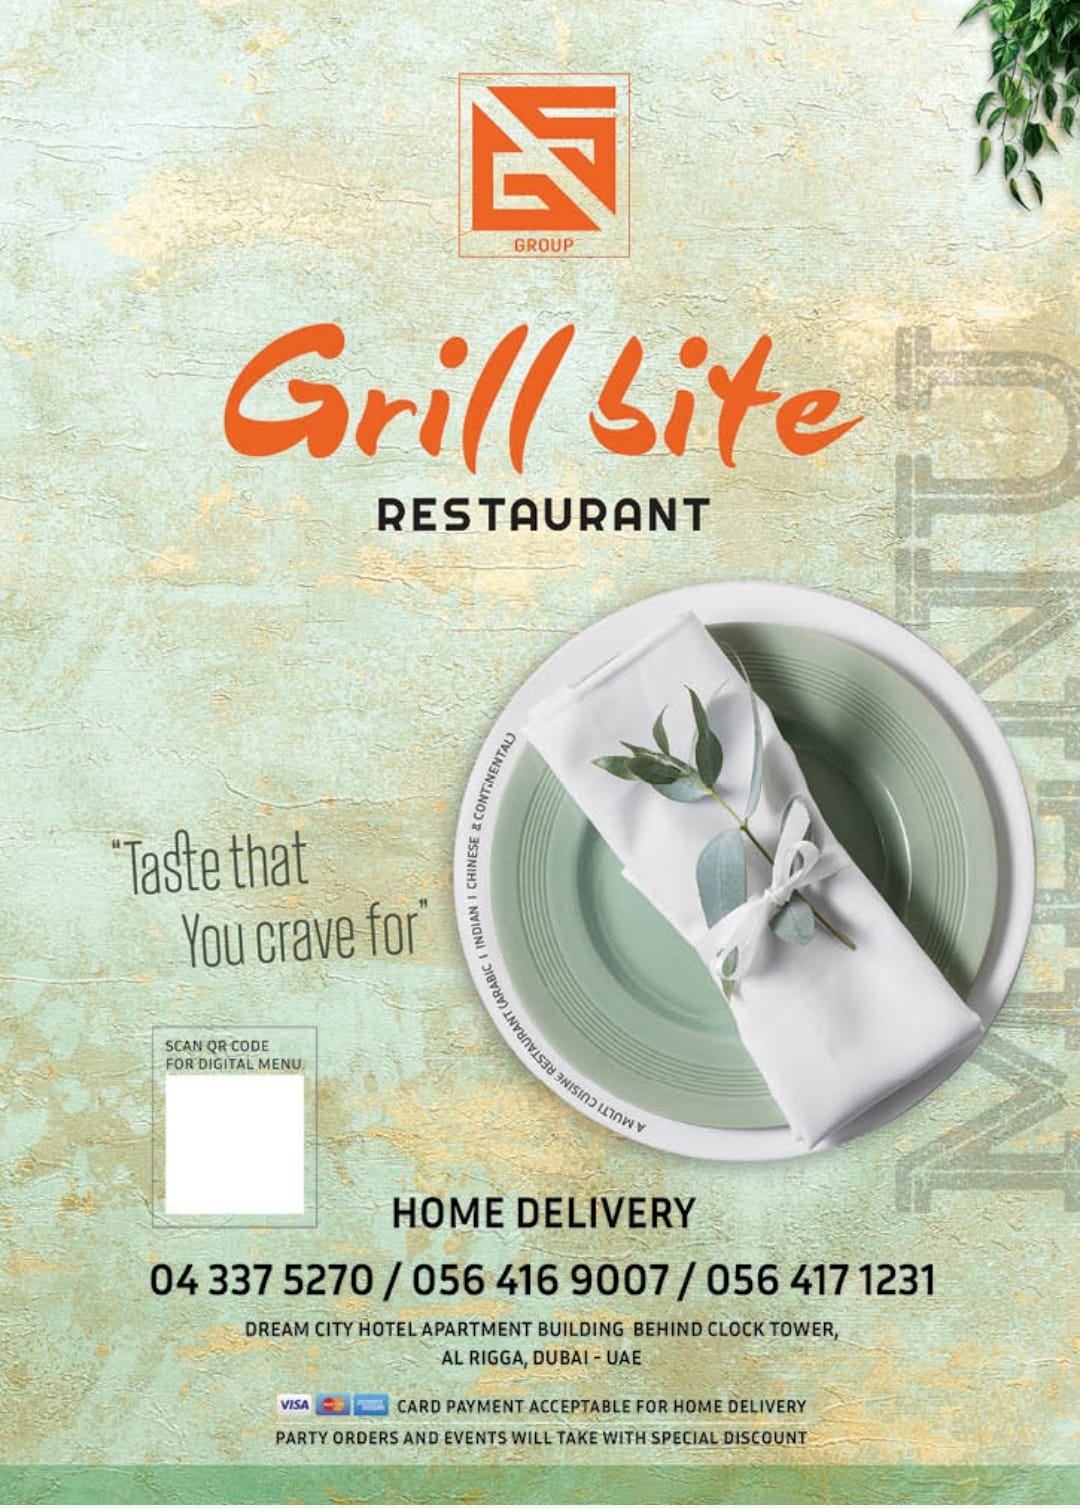 GROUP
Grill bite
RESTAURANT
MENU
A MULTI CUISINE RESTAURANT (ARABIC I INDIAN I CHINESE & CONTINENTAL)
"Taste that
You crave for"
SCAN QR CODE
FOR DIGITAL MENU
HOME DELIVERY
04 337 5270 / 056 416 9007 / 056 417 1231
DREAM CITY HOTEL APARTMENT BUILDING BEHIND CLOCK TOWER,
AL RIGGA, DUBAI - UAE
VISA CARD PAYMENT ACCEPTABLE FOR HOME DELIVERY
PARTY ORDERS AND EVENTS WILL TAKE WITH SPECIAL DISCOUNT